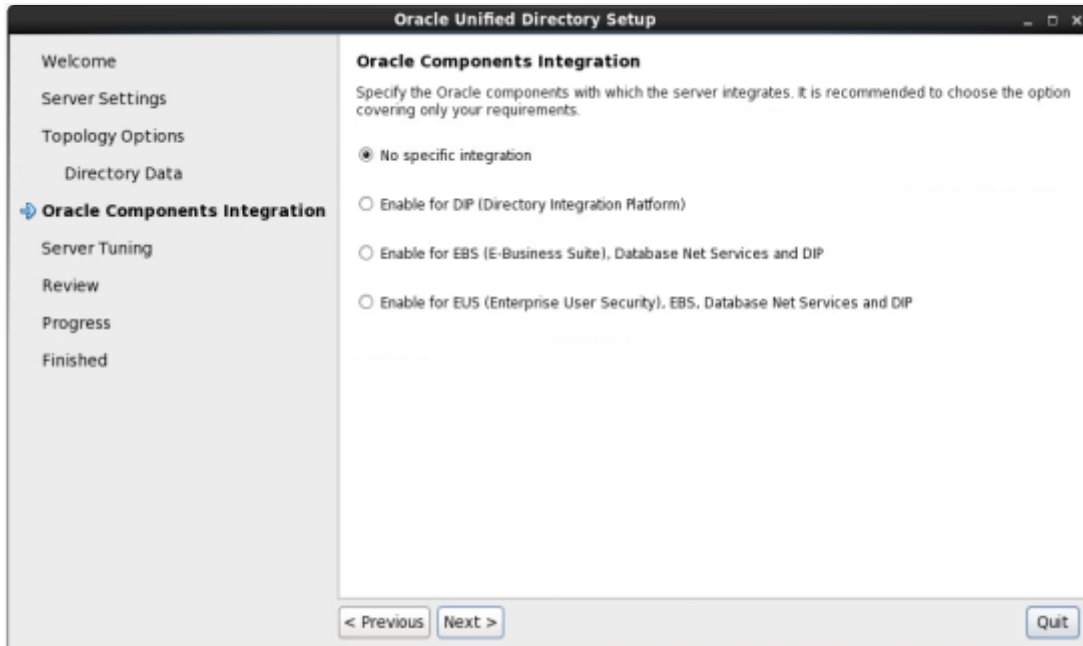 Oracle Unified Directory Setup
Welcome
Server Settings
Topology Options
Directory Data
Oracle Components Integration
Server Tuning
Review
Progress
Finished
Oracle Components Integration
Specify the Oracle components with which the server integrates. It is recommended to choose the option
covering only your requirements.
No specific integration
Enable for DIP (Directory Integration Platform)
Enable for EBS (E-Business Suite), Database Net Services and DIP
Enable for EUS (Enterprise User Security), EBS, Database Net Services and DIP
< Previous
Next >
Quit